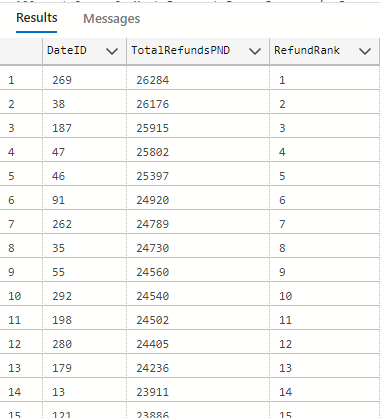 Results Messages
DateID TotalRefundsPND RefundRank
1 269 26284 1
2 38 26176 2
3 187 25915 3
4 47 25802 4
5 46 25397 5
6 91 24920 6
7 262 24789 7
8 35 24730 8
9 55 24560 9
10 292 24540 10
11 198 24502 11
12 280 24405 12
13 179 24236 13
14 13 23911 14
15 121 23886 15